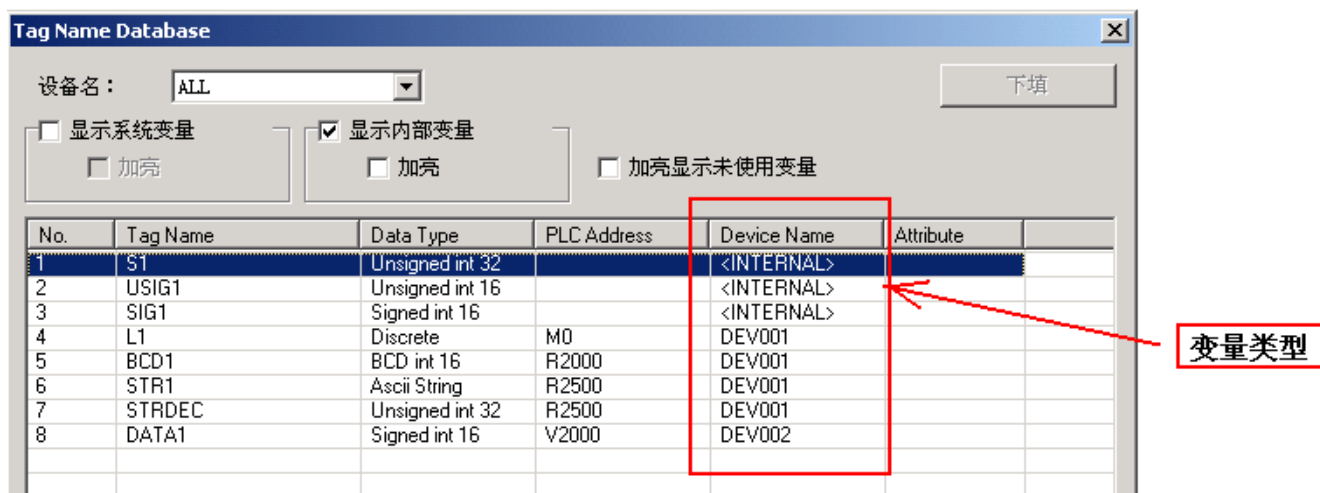 Tag Name Database
设备名： ALL 下填
显示系统变量 显示内部变量
加亮 加亮 加亮显示未使用变量
No. Tag Name Data Type PLC Address Device Name Attribute
1 S1 Unsigned int 32 <INTERNAL>
2 USIG1 Unsigned int 16 <INTERNAL>
3 SIG1 Signed int 16 <INTERNAL>
4 L1 Discrete M0 DEV001
5 BCD1 BCD int 16 R2000 DEV001
6 STR1 Ascii String R2500 DEV001
7 STRDEC Unsigned int 32 R2500 DEV001
8 DATA1 Signed int 16 V2000 DEV002
变量类型